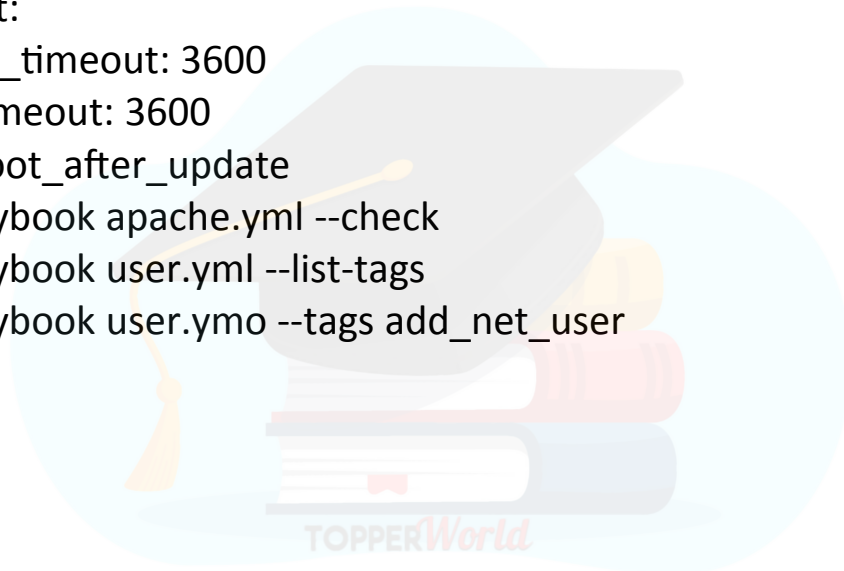 t:
_timeout: 3600
meout: 3600
oot_after_update
ybook apache.yml --check
ybook user.yml --list-tags
ybook user.ymo --tags add_net_user
TOPPERWorld